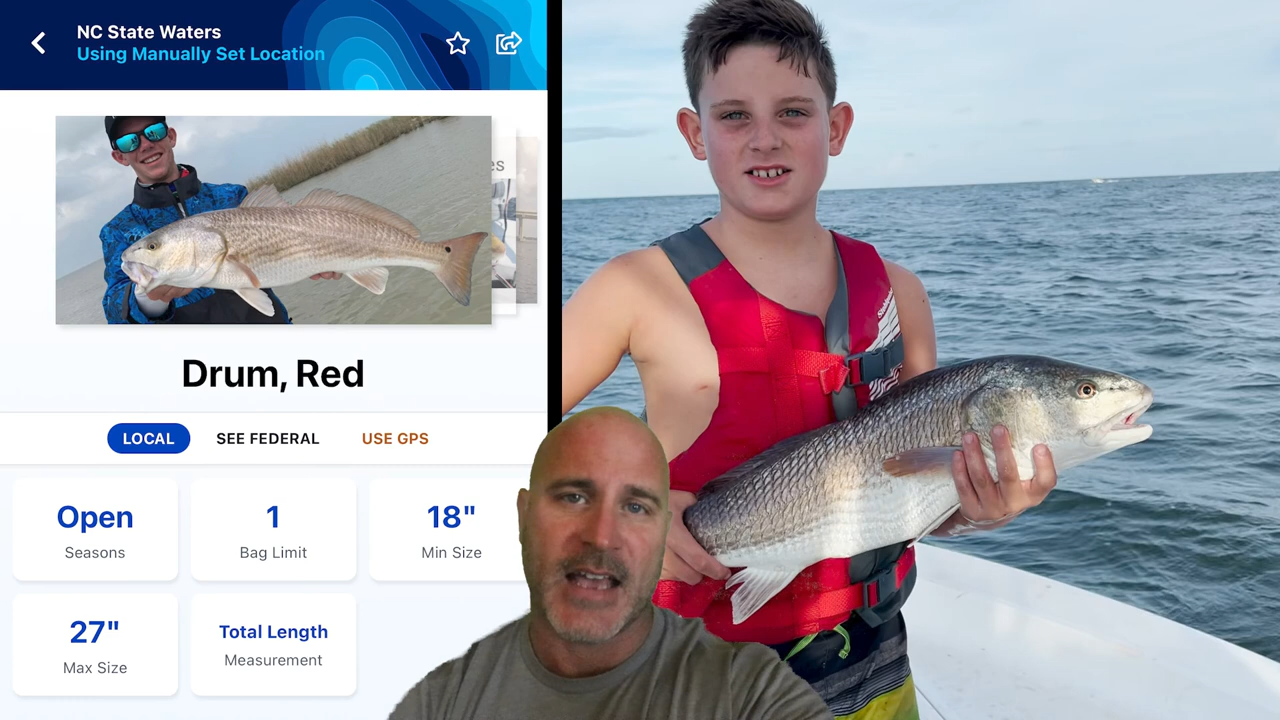 NC State Waters
Using Manually Set Location
es
Drum, Red
LOCAL
SEE FEDERAL
USE GPS
Open
Seasons
1
Bag Limit
18"
Min Size
27"
Max Size
Total Length
Measurement